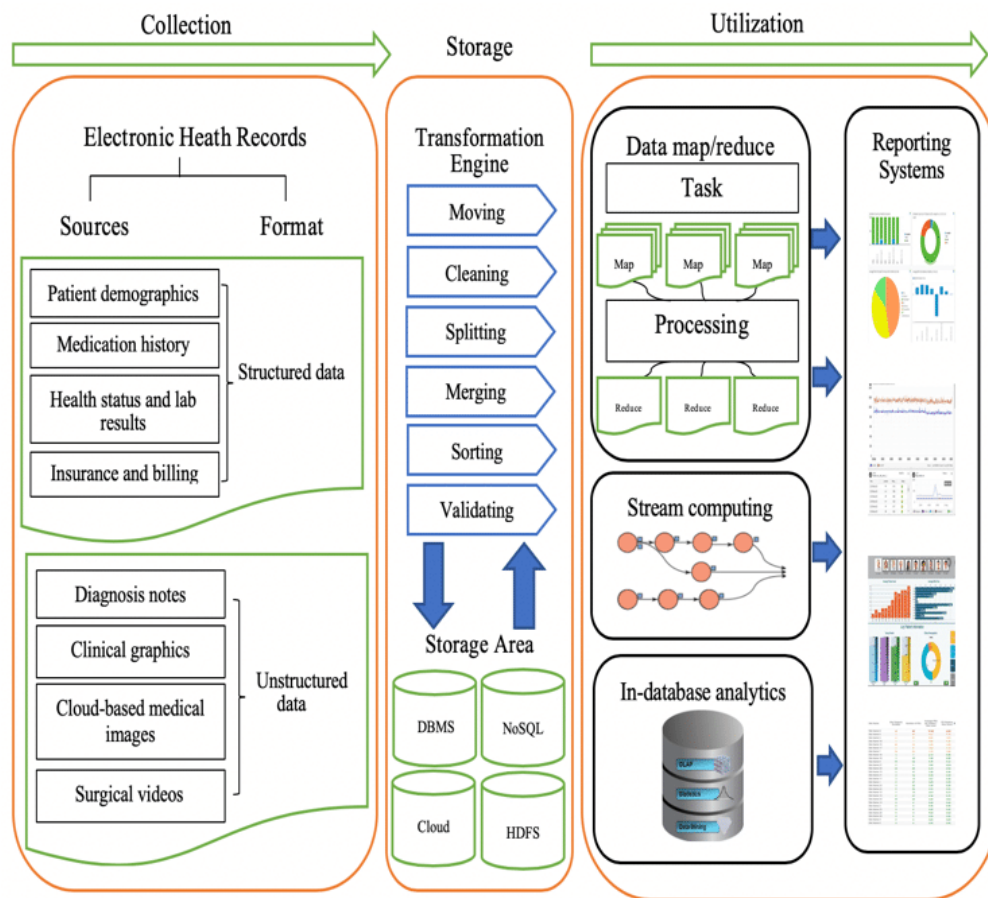 Collection
Storage
Utilization
Electronic Heath Records
Sources
Format
Patient demographics
Medication history
Health status and lab
results
Insurance and billing
Structured data
Diagnosis notes
Clinical graphics
Cloud-based medical
images
Surgical videos
Unstructured
data
Transformation
Engine
Moving
Cleaning
Splitting
Merging
Sorting
Validating
Storage Area
DBMS
NoSQL
Cloud
HDFS
Data map/reduce
Task
Map
Map
Map
Processing
Reduce
Reduce
Reduce
Stream computing
In-database analytics
OLAP
Statistics
Data Mining
Reporting
Systems